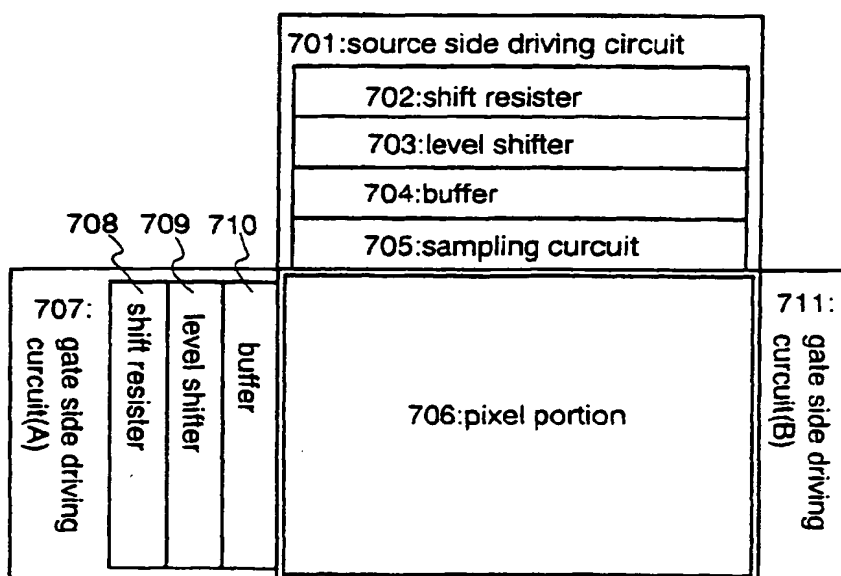 701:source side driving circuit
702:shift resister
703:level shifter
704:buffer
705:sampling curcuit
708
709
710
707:
gate side driving
curcuit(A)
shift resister
level shifter
buffer
706:pixel portion
711:
gate side driving
curcuit(B)